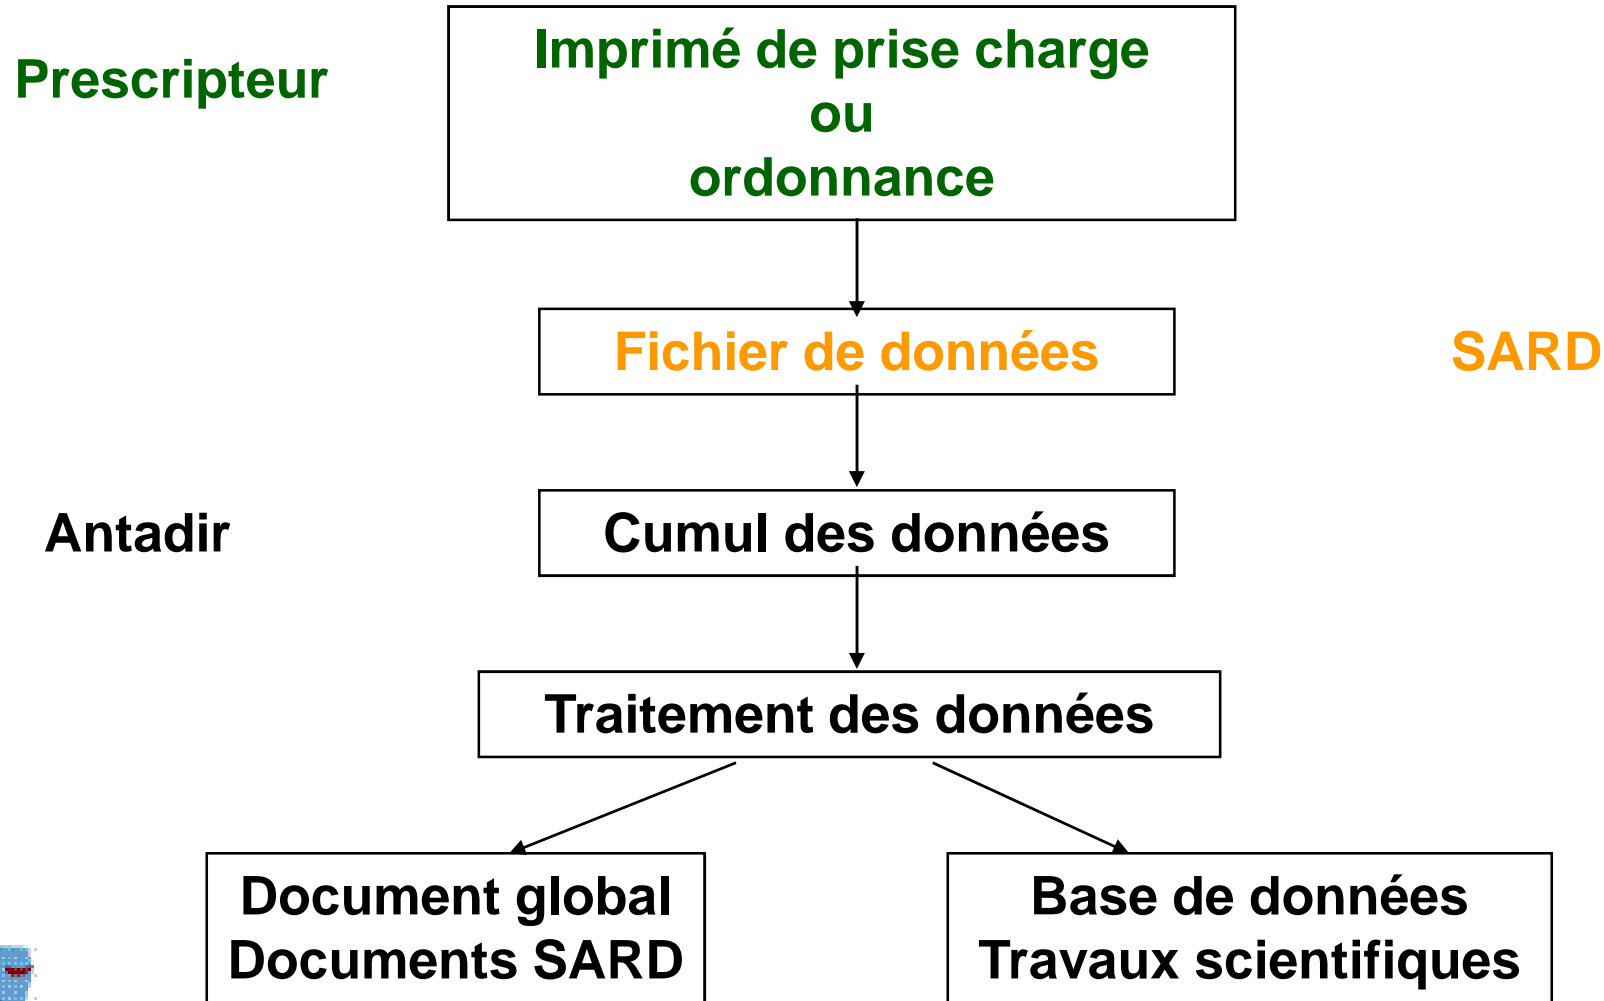 Prescripteur
Imprimé de prise charge
ou
ordonnance
Fichier de données
SARD
Antadir
Cumul des données
Traitement des données
Document global
Documents SARD
Base de données
Travaux scientifiques